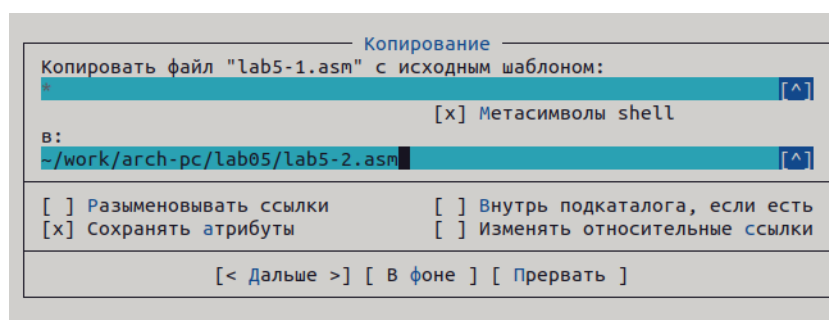 Копирование
Копировать файл "lab5-1.asm" с исходным шаблоном:
* [^]
[x] Метасимволы shell
в:
~/work/arch-pc/lab05/lab5-2.asm [^]
[ ] Разыменовывать ссылки [ ] Внутрь подкаталога, если есть
[x] Сохранять атрибуты [ ] Изменять относительные ссылки
[< Дальше >] [ В фоне ] [ Прервать ]